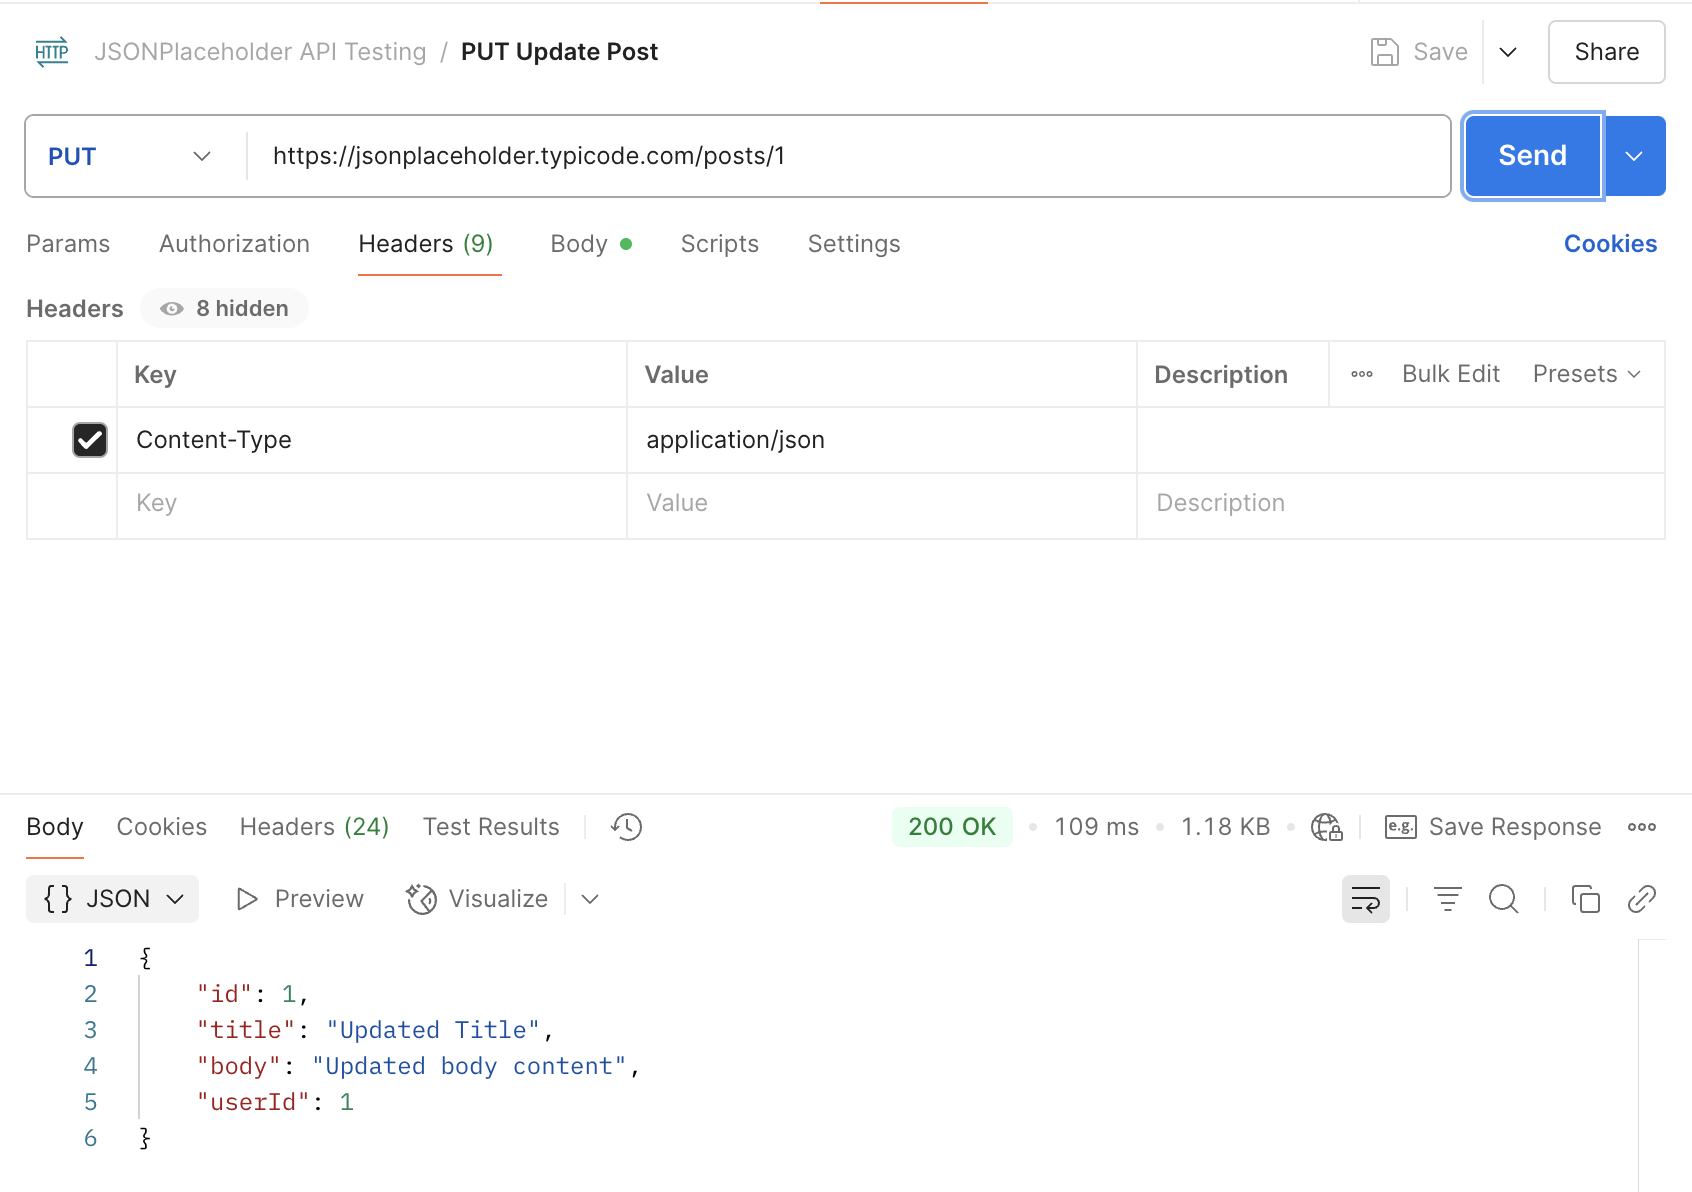 HTTP JSONPlaceholder API Testing / PUT Update Post Save Share
PUT https://jsonplaceholder.typicode.com/posts/1 Send
Params Authorization Headers (9) Body Scripts Settings Cookies
Headers 8 hidden
Key Value Description Bulk Edit Presets
Content-Type application/json
Key Value Description
Body Cookies Headers (24) Test Results 200 OK 109 ms 1.18 KB e.g. Save Response
{} JSON Preview Visualize
1 {
2 "id": 1,
3 "title": "Updated Title",
4 "body": "Updated body content",
5 "userId": 1
6 }